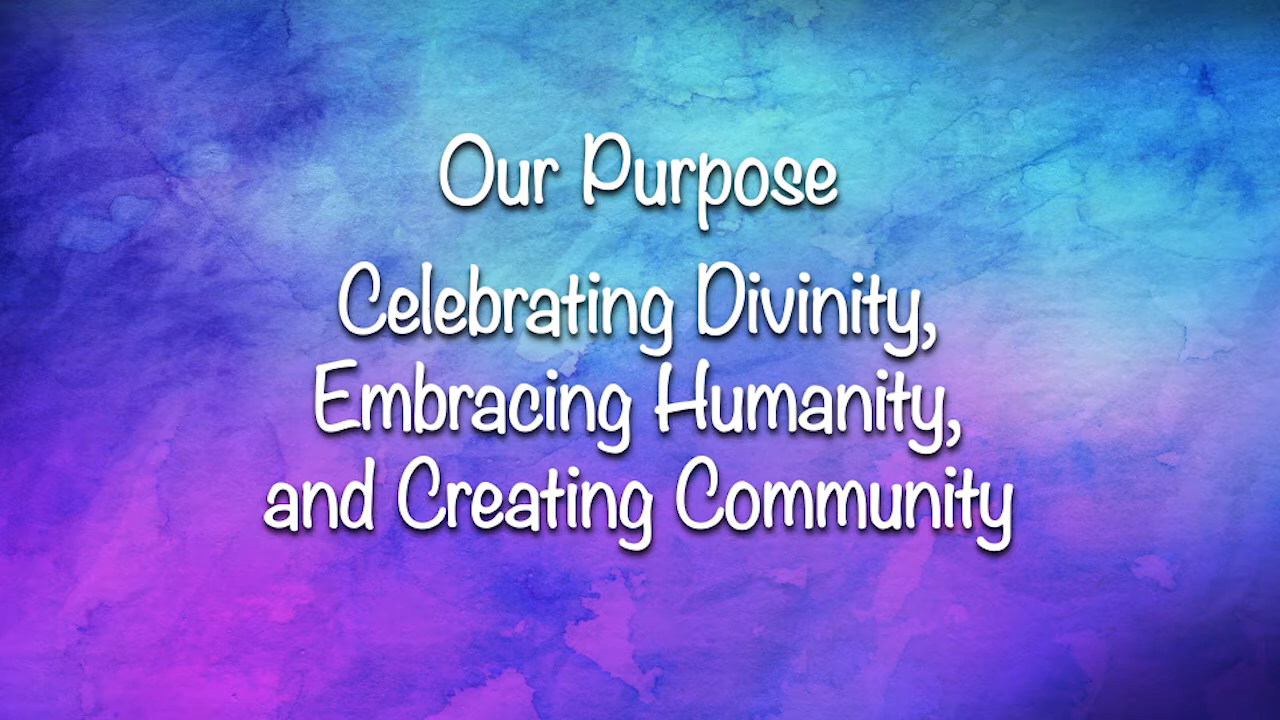 Our Purpose
Celebrating Divinity,
Embracing Humanity,
and Creating Community